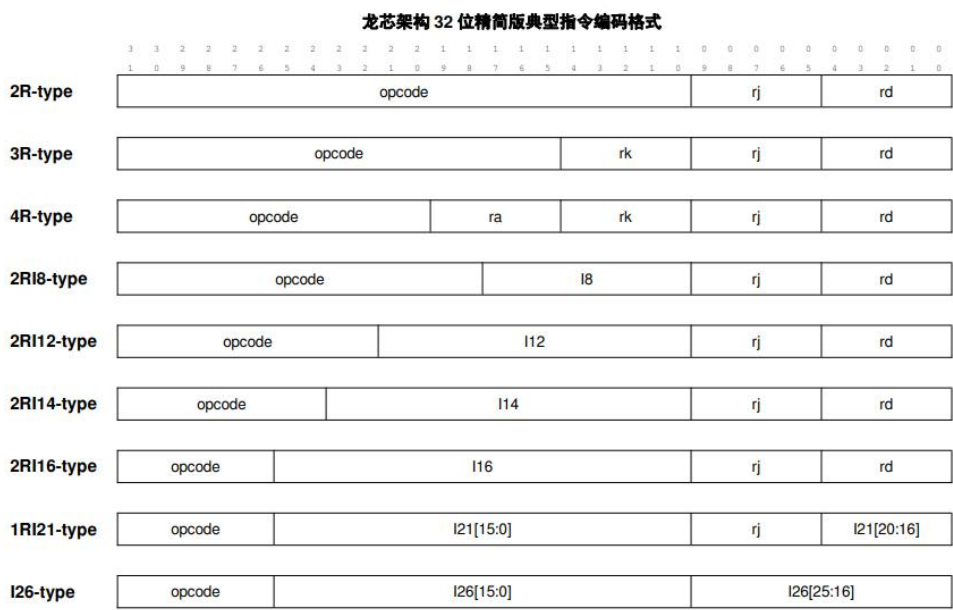 龙芯架构 32 位精简版典型指令编码格式
3 3 2 2 2 2 2 2 2 2 2 2 1 1 1 1 1 1 1 1 1 1 0 0 0 0 0 0 0 0 0 0
1 0 9 8 7 6 5 4 3 2 1 0 9 8 7 6 5 4 3 2 1 0 9 8 7 6 5 4 3 2 1 0
2R-type opcode rj rd
3R-type opcode rk rj rd
4R-type opcode ra rk rj rd
2RI8-type opcode I8 rj rd
2RI12-type opcode I12 rj rd
2RI14-type opcode I14 rj rd
2RI16-type opcode I16 rj rd
1RI21-type opcode I21[15:0] rj I21[20:16]
I26-type opcode I26[15:0] I26[25:16]